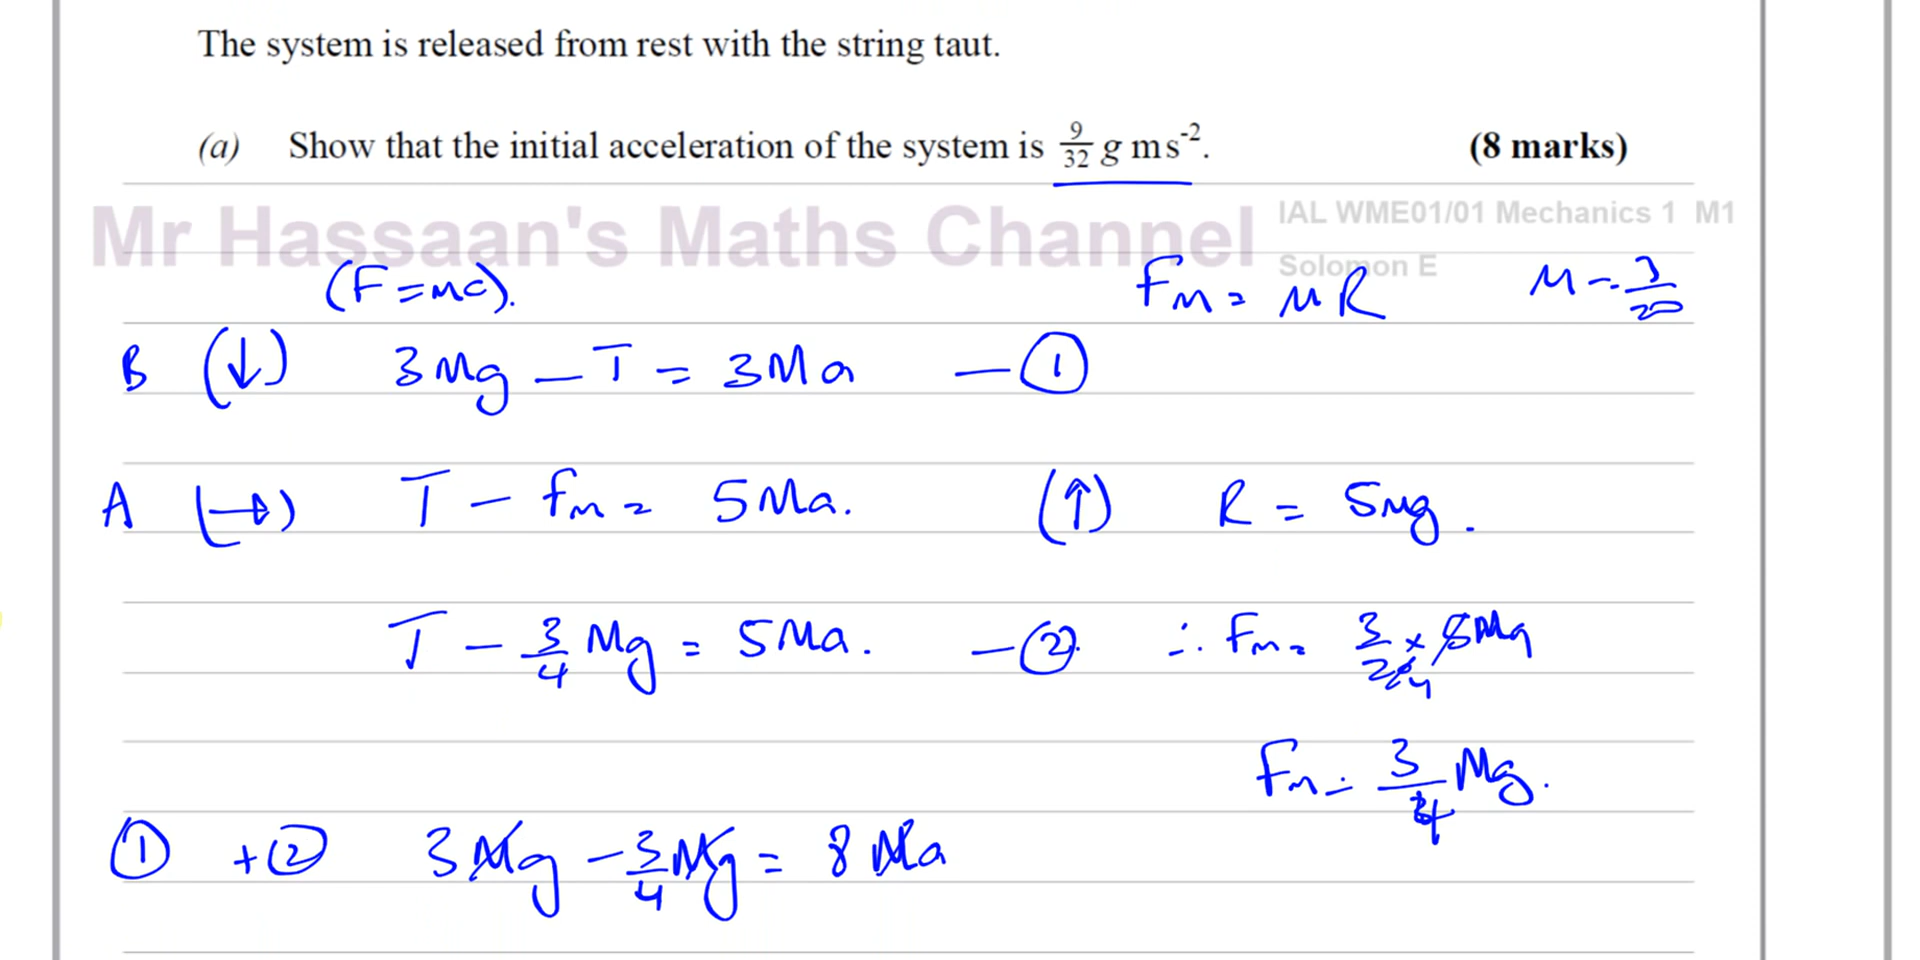 The system is released from rest with the string taut.
(a) Show that the initial acceleration of the system is 9/32 g m s⁻². (8 marks)
Mr Hassaan's Maths Channel
IAL WME01/01 Mechanics 1 M1
Solomon E
(F = ma). Fm = μR μ = 3/20
B (↓) 3Mg − T = 3Ma — ①
A (→) T − Fm = 5Ma. (↑) R = 5Mg.
T − 3/4 Mg = 5Ma. — ② ∴ Fm = 3/20 4 × 5Mg
Fm = 3/4 Mg.
① + ② 3Mg − 3/4 Mg = 8Ma